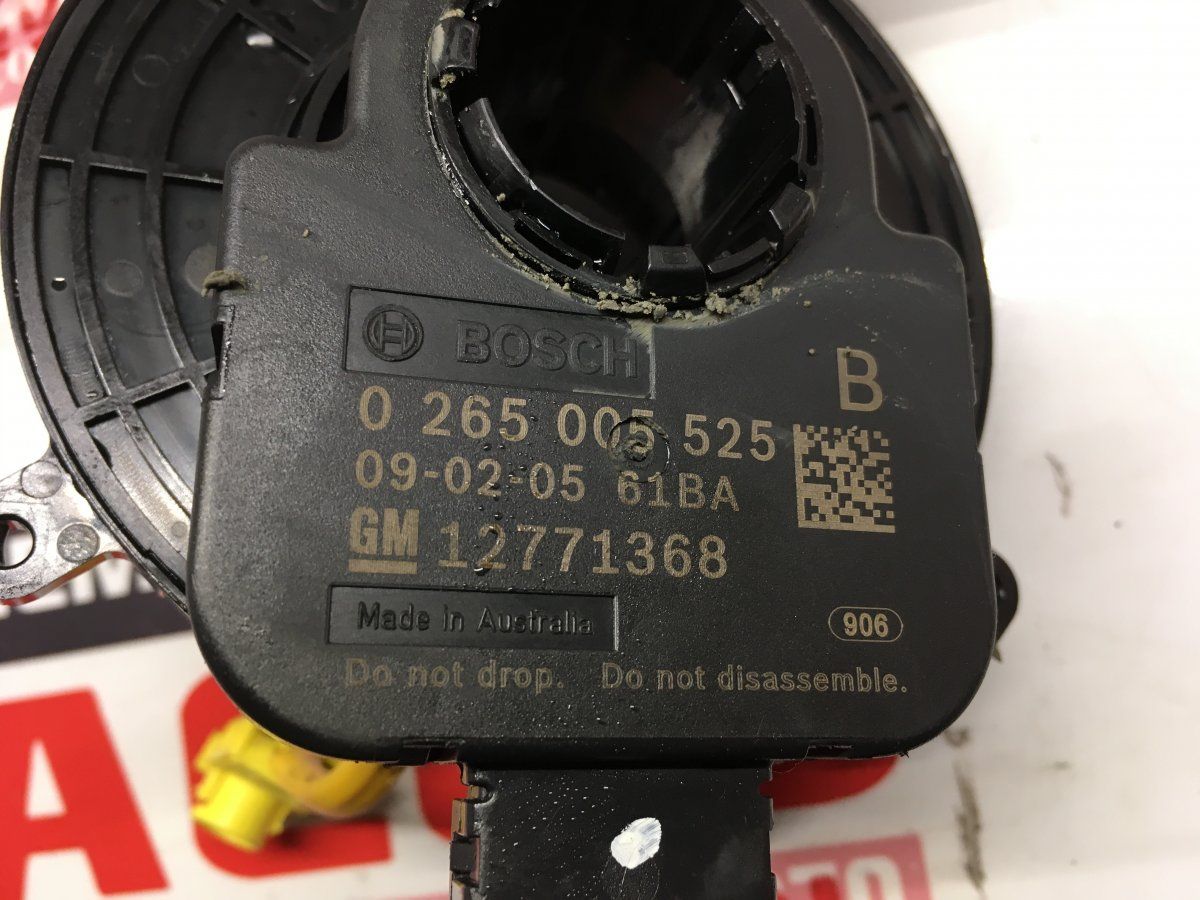 BOSCH
B
0 265 005 525
09-02-05 61BA
GM 12771368
Made in Australia
906
Do not drop. Do not disassemble.